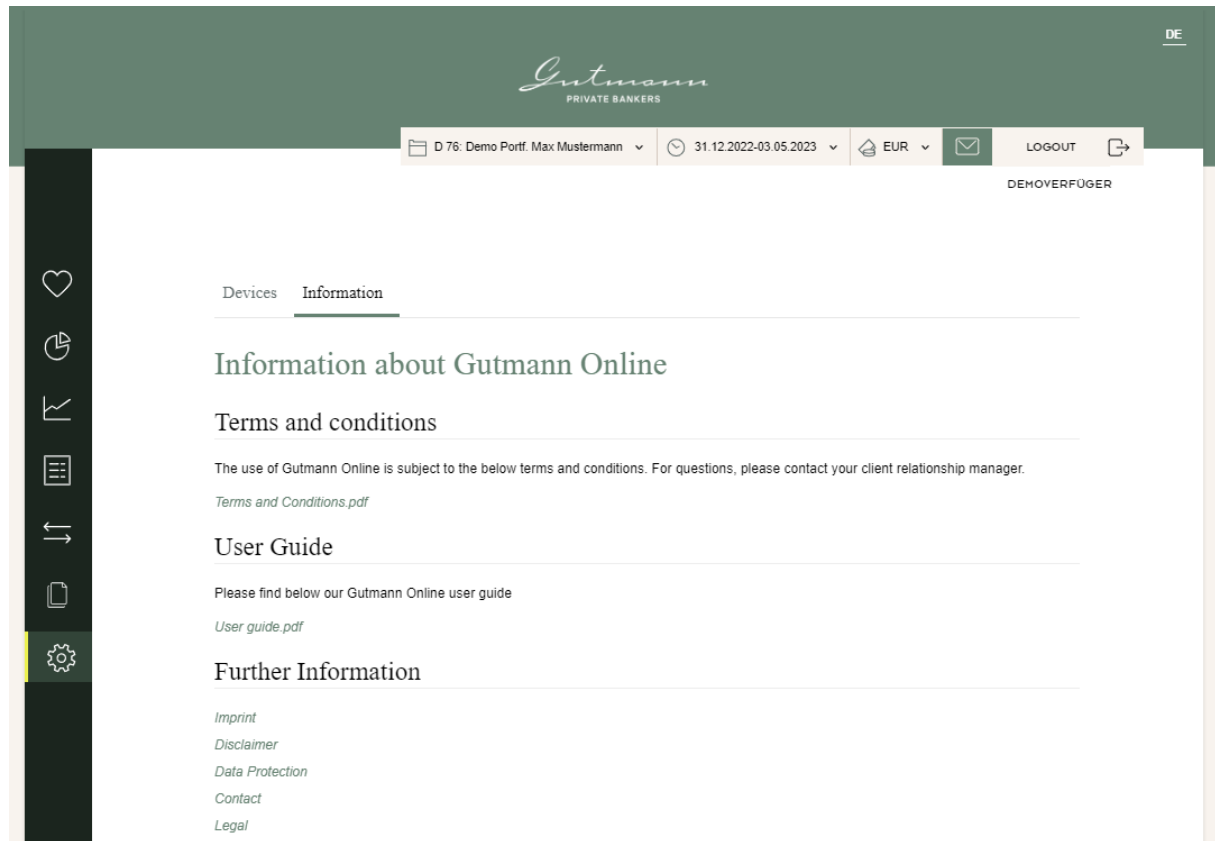 DE
Gutmann
PRIVATE BANKERS
D 76: Demo Portf. Max Mustermann
31.12.2022-03.05.2023
EUR
LOGOUT
DEMOVERFÜGER
Devices Information
Information about Gutmann Online
Terms and conditions
The use of Gutmann Online is subject to the below terms and conditions. For questions, please contact your client relationship manager.
Terms and Conditions.pdf
User Guide
Please find below our Gutmann Online user guide
User guide.pdf
Further Information
Imprint
Disclaimer
Data Protection
Contact
Legal